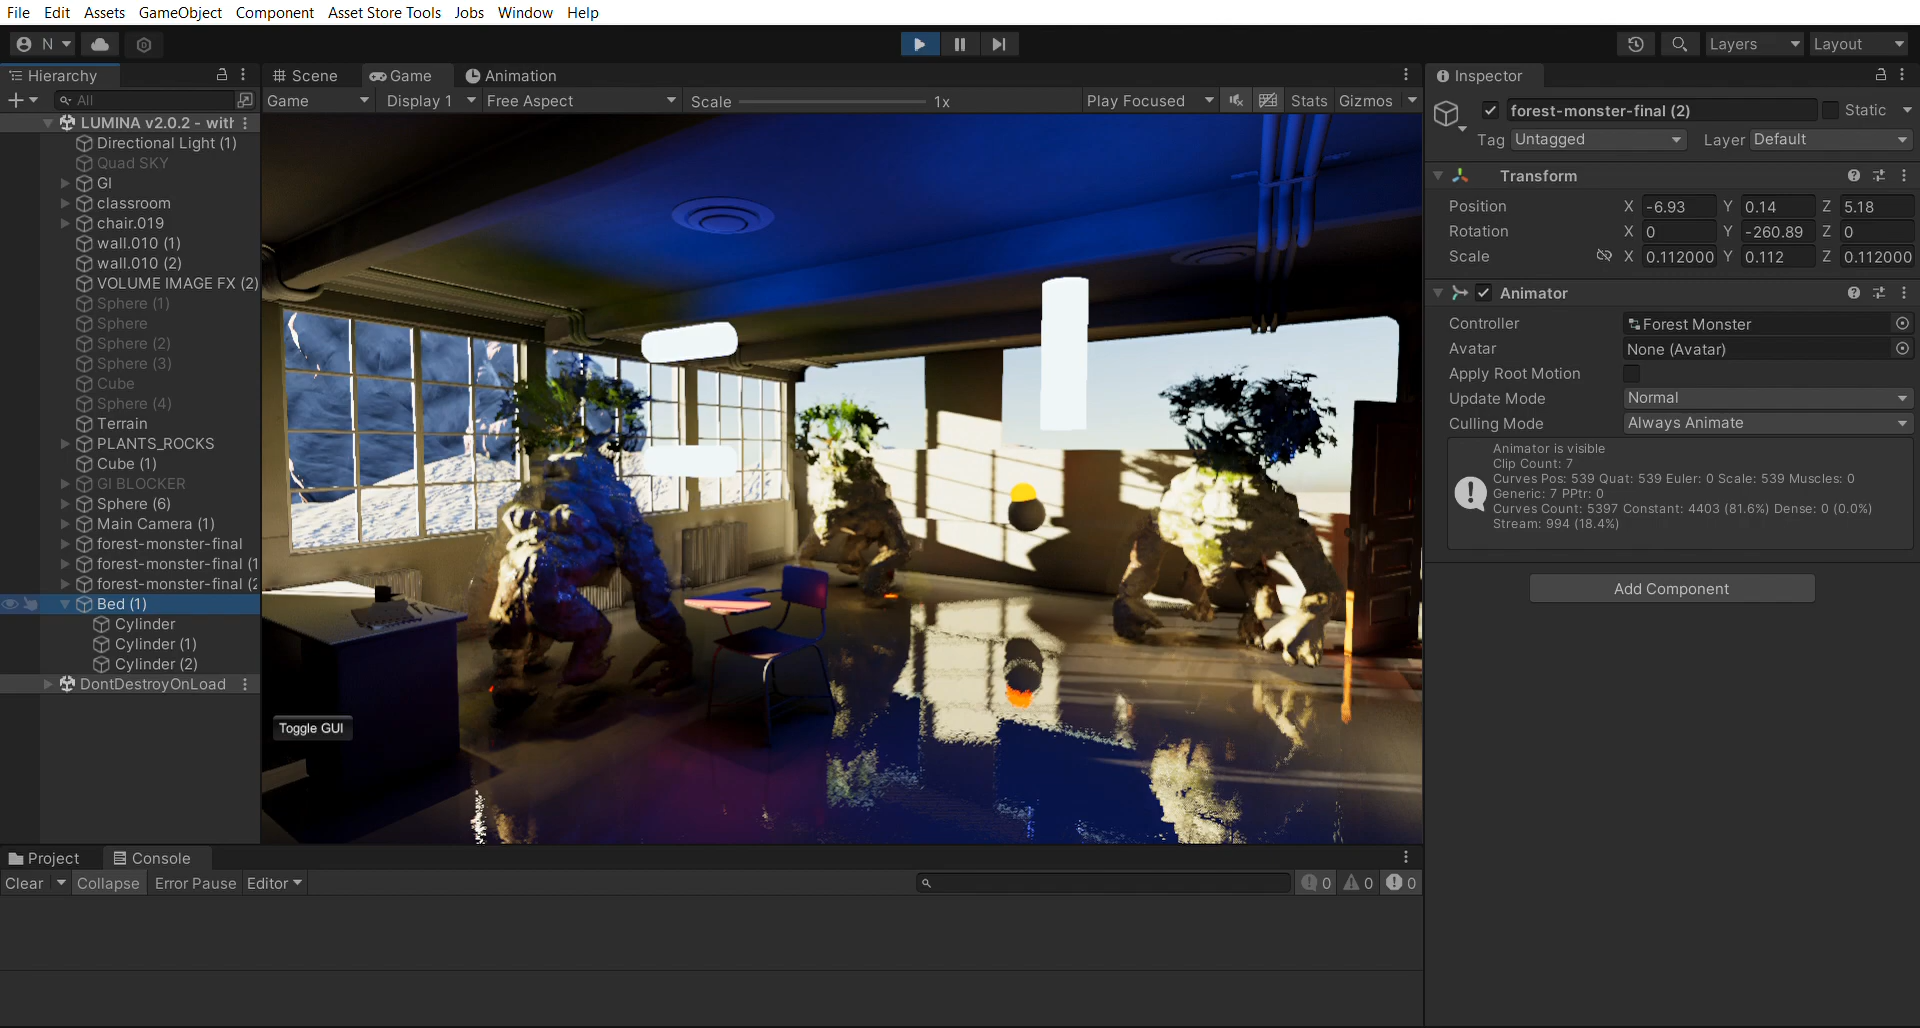 File Edit Assets GameObject Component Asset Store Tools Jobs Window Help
N Layers Layout
Hierarchy
All
LUMINA v2.0.2 - with
Directional Light (1)
Quad SKY
GI
classroom
chair.019
wall.010 (1)
wall.010 (2)
VOLUME IMAGE FX (2)
Sphere (1)
Sphere
Sphere (2)
Sphere (3)
Cube
Sphere (4)
Terrain
PLANTS_ROCKS
Cube (1)
GI BLOCKER
Sphere (6)
Main Camera (1)
forest-monster-final
forest-monster-final (1
forest-monster-final (2
Bed (1)
Cylinder
Cylinder (1)
Cylinder (2)
DontDestroyOnLoad
Scene Game Animation
Game Display 1 Free Aspect Scale 1x Play Focused Stats Gizmos
Toggle GUI
Project Console
Clear Collapse Error Pause Editor 0 0 0
Inspector
forest-monster-final (2) Static
Tag Untagged Layer Default
Transform
Position X -6.93 Y 0.14 Z 5.18
Rotation X 0 Y -260.89 Z 0
Scale X 0.112000 Y 0.112 Z 0.112000
Animator
Controller Forest Monster
Avatar None (Avatar)
Apply Root Motion
Update Mode Normal
Culling Mode Always Animate
Animator is visible
Clip Count: 7
Curves Pos: 539 Quat: 539 Euler: 0 Scale: 539 Muscles: 0
Generic: 7 PPtr: 0
Curves Count: 5397 Constant: 4403 (81.6%) Dense: 0 (0.0%)
Stream: 994 (18.4%)
Add Component